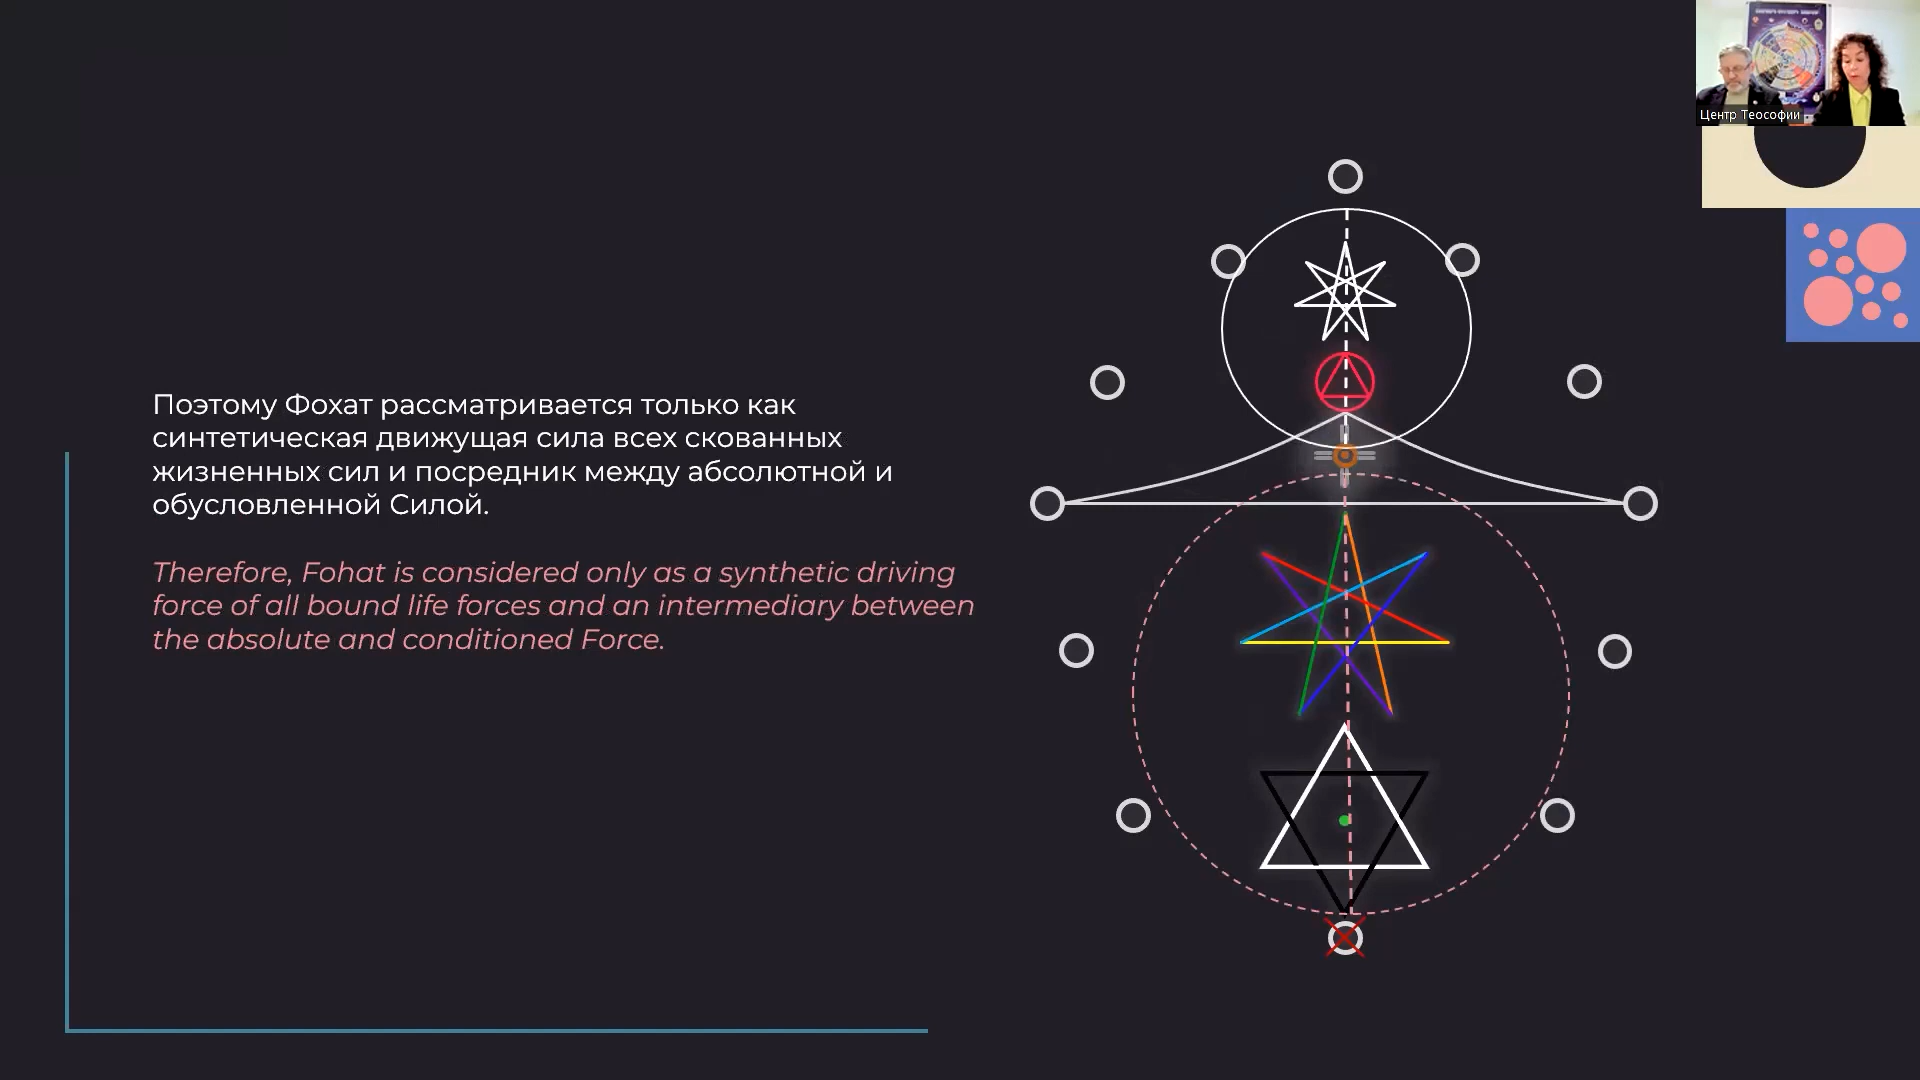 Центр Теософии
Поэтому Фохат рассматривается только как
синтетическая движущая сила всех скованных
жизненных сил и посредник между абсолютной и
обусловленной Силой.
Therefore, Fohat is considered only as a synthetic driving
force of all bound life forces and an intermediary between
the absolute and conditioned Force.